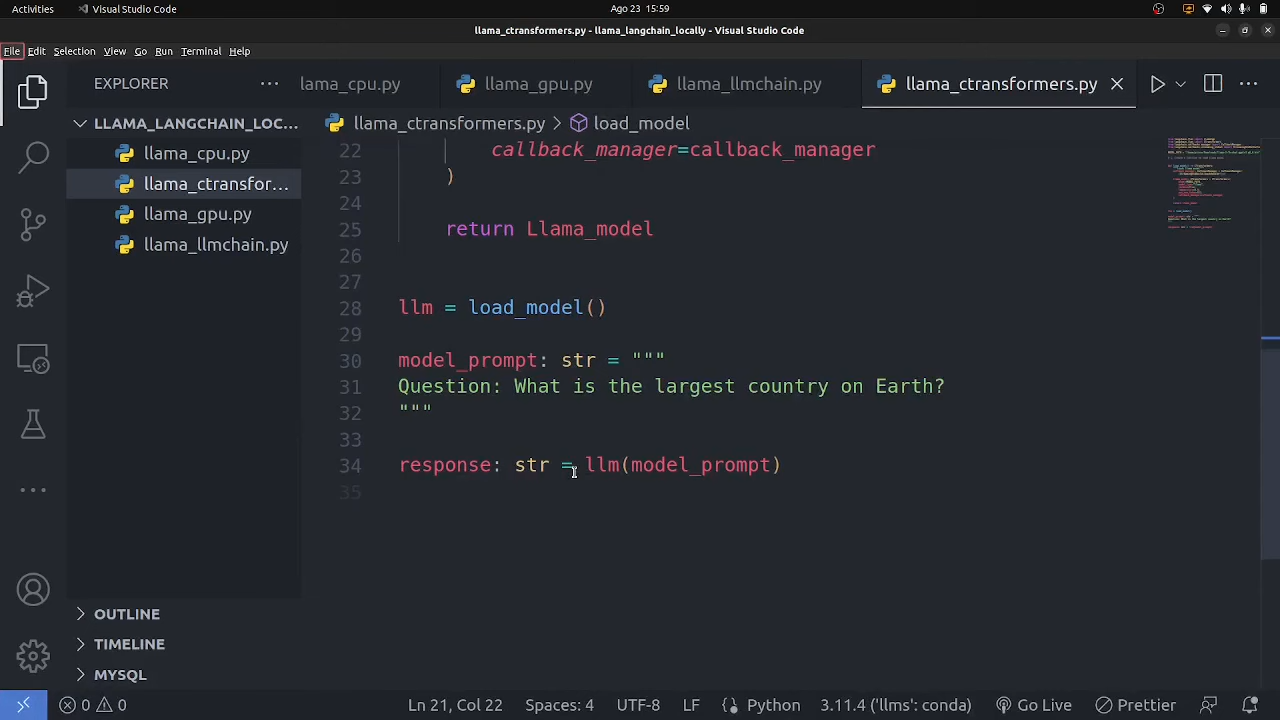 Activities
Visual Studio Code
Ago 23 15:59
llama_ctransformers.py - llama_langchain_locally - Visual Studio Code
File Edit Selection View Go Run Terminal Help
EXPLORER
lama_cpu.py
llama_gpu.py
llama_llmchain.py
llama_ctransformers.py
LLAMA_LANGCHAIN_LOC...
llama_ctransformers.py > load_model
llama_cpu.py
llama_ctransfor...
llama_gpu.py
llama_llmchain.py
22 callback_manager=callback_manager
23 )
24
25 return Llama_model
26
27
28 llm = load_model()
29
30 model_prompt: str = """
31 Question: What is the largest country on Earth?
32 """
33
34 response: str = llm(model_prompt)
35
OUTLINE
TIMELINE
MYSQL
0 0
Ln 21, Col 22
Spaces: 4
UTF-8
LF
Python
3.11.4 ('llms': conda)
Go Live
Prettier